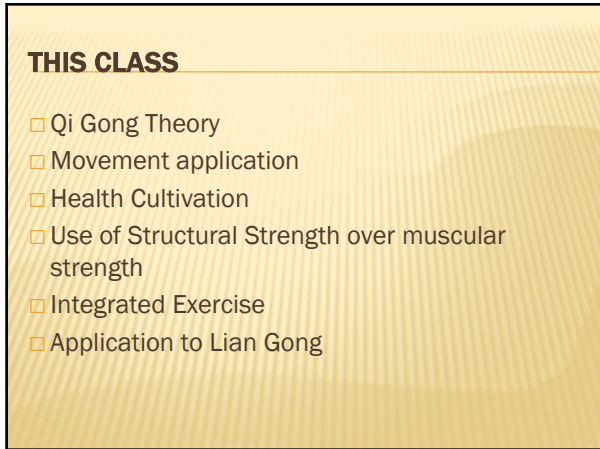 THIS CLASS
Qi Gong Theory
Movement application
Health Cultivation
Use of Structural Strength over muscular
strength
Integrated Exercise
Application to Lian Gong